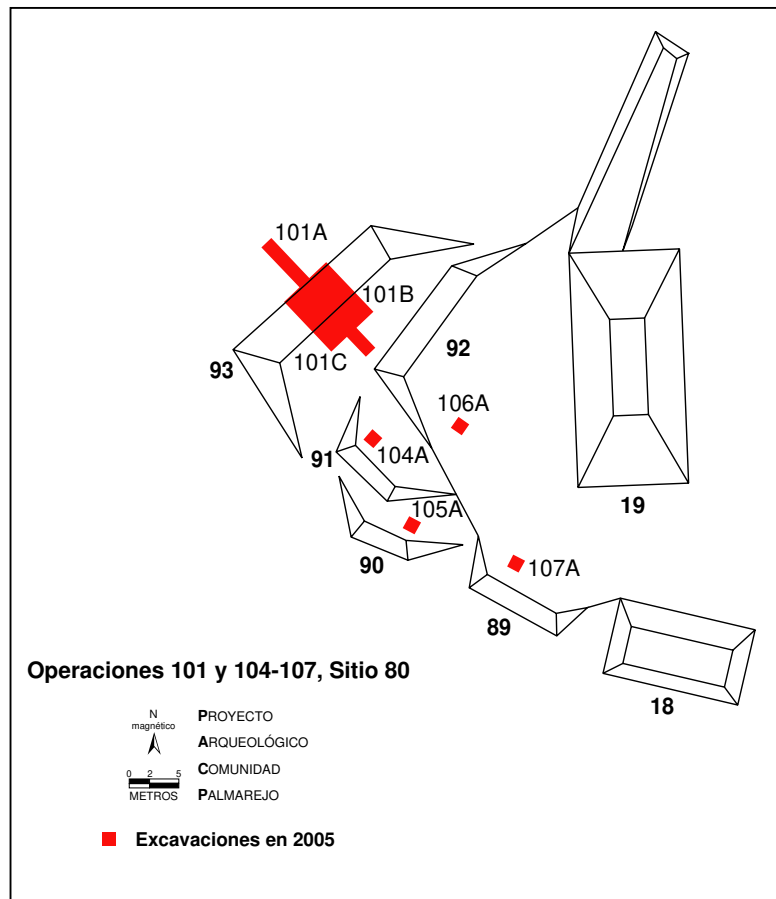 101A
101B
92
101C
93
106A
104A
91
19
105A
90
107A
89
18
Operaciones 101 y 104-107, Sitio 80
N
magnético
PROYECTO
ARQUEOLÓGICO
COMUNIDAD
PALMAREJO
0 2 5
METROS
Excavaciones en 2005